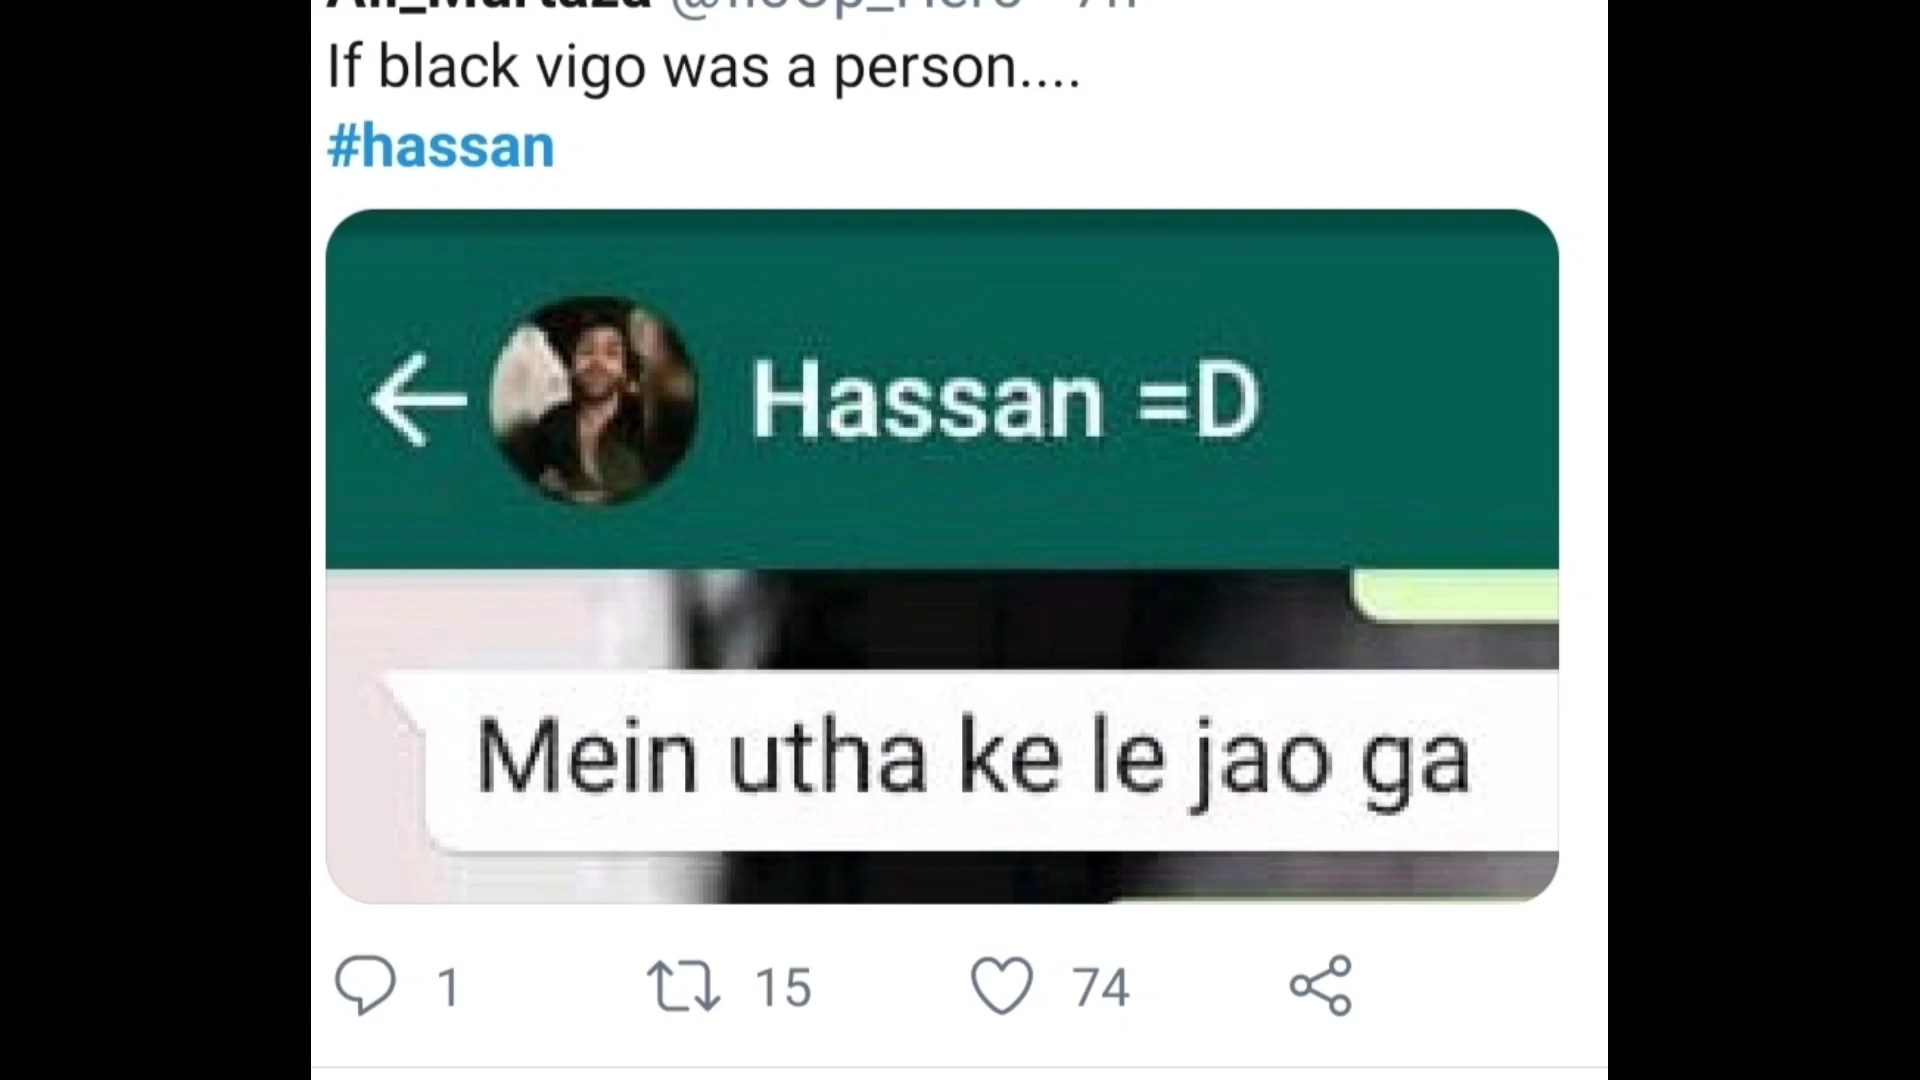 If black vigo was a person....
#hassan
Hassan =D
Mein utha ke le jao ga
1 15 74